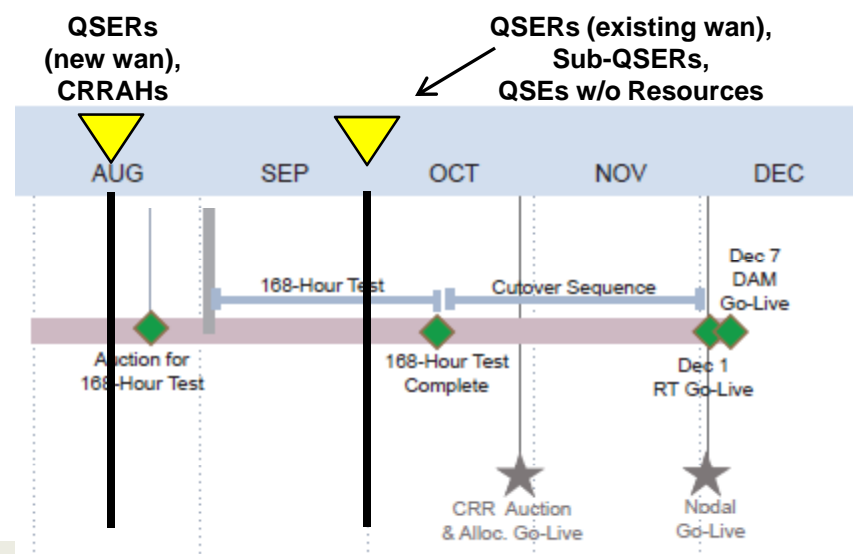 QSERs
(new wan),
CRRAHs
QSERs (existing wan),
Sub-QSERs,
QSEs w/o Resources
AUG
SEP
OCT
NOV
DEC
168-Hour Test
Cutover Sequence
Dec 7
DAM
Go-Live
Auction for
168-Hour Test
168-Hour Test
Complete
Dec 1
RT Go-Live
CRR Auction
& Alloc. Go-Live
Nodal
Go-Live